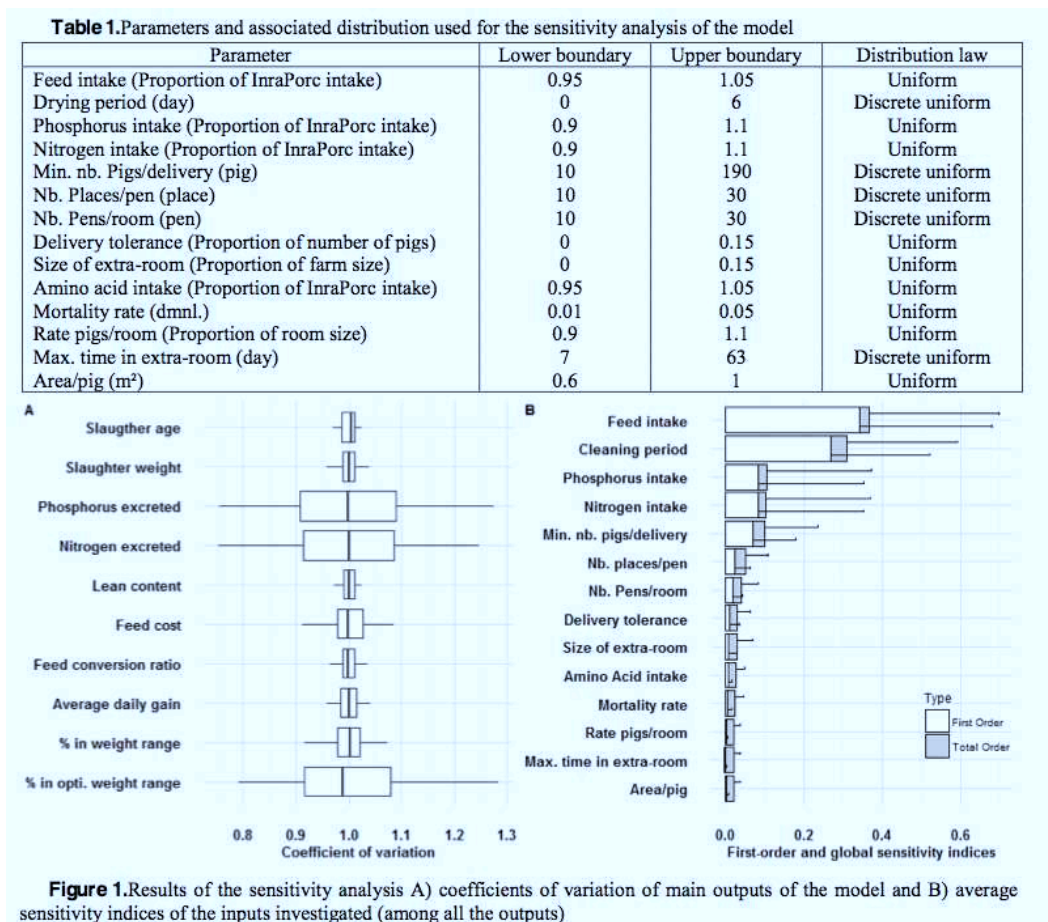 Table 1.Parameters and associated distribution used for the sensitivity analysis of the model
Parameter Lower boundary Upper boundary Distribution law
Feed intake (Proportion of InraPorc intake) 0.95 1.05 Uniform
Drying period (day) 0 6 Discrete uniform
Phosphorus intake (Proportion of InraPorc intake) 0.9 1.1 Uniform
Nitrogen intake (Proportion of InraPorc intake) 0.9 1.1 Uniform
Min. nb. Pigs/delivery (pig) 10 190 Discrete uniform
Nb. Places/pen (place) 10 30 Discrete uniform
Nb. Pens/room (pen) 10 30 Discrete uniform
Delivery tolerance (Proportion of number of pigs) 0 0.15 Uniform
Size of extra-room (Proportion of farm size) 0 0.15 Uniform
Amino acid intake (Proportion of InraPorc intake) 0.95 1.05 Uniform
Mortality rate (dmnl.) 0.01 0.05 Uniform
Rate pigs/room (Proportion of room size) 0.9 1.1 Uniform
Max. time in extra-room (day) 7 63 Discrete uniform
Area/pig (m²) 0.6 1 Uniform
A
Slaugther age
Slaughter weight
Phosphorus excreted
Nitrogen excreted
Lean content
Feed cost
Feed conversion ratio
Average daily gain
% in weight range
% in opti. weight range
0.8 0.9 1.0 1.1 1.2 1.3
Coefficient of variation
B
Feed intake
Cleaning period
Phosphorus intake
Nitrogen intake
Min. nb. pigs/delivery
Nb. places/pen
Nb. Pens/room
Delivery tolerance
Size of extra-room
Amino Acid intake
Mortality rate
Rate pigs/room
Max. time in extra-room
Area/pig
Type
First Order
Total Order
0.0 0.2 0.4 0.6
First-order and global sensitivity indices
Figure 1.Results of the sensitivity analysis A) coefficients of variation of main outputs of the model and B) average
sensitivity indices of the inputs investigated (among all the outputs)